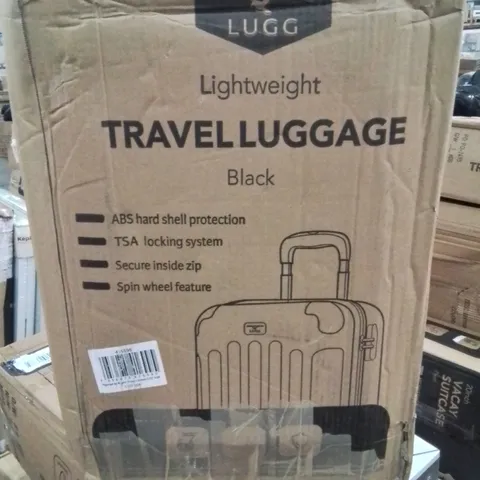 LUGG
Lightweight
TRAVEL LUGGAGE
Black
ABS hard shell protection
TSA locking system
Secure inside zip
Spin wheel feature
VACAY
SUITCASE